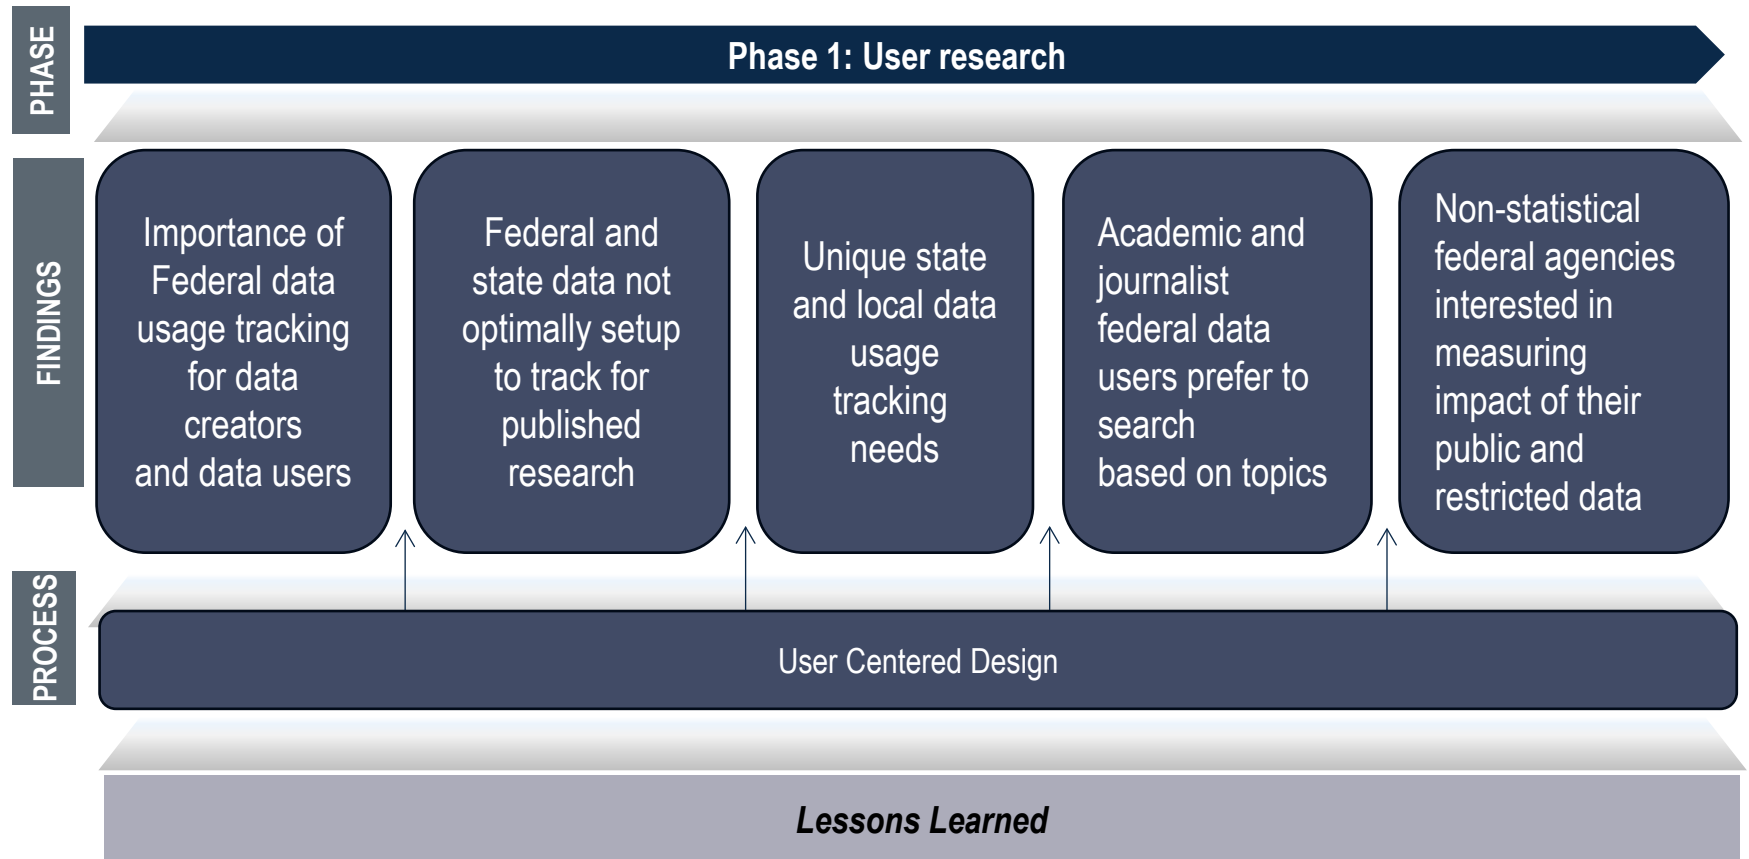 PHASE
Phase 1: User research
FINDINGS
Importance of
Federal data
usage tracking
for data
creators
and data users
Federal and
state data not
optimally setup
to track for
published
research
Unique state
and local data
usage
tracking
needs
Academic and
journalist
federal data
users prefer to
search
based on topics
Non-statistical
federal agencies
interested in
measuring
impact of their
public and
restricted data
PROCESS
User Centered Design
Lessons Learned